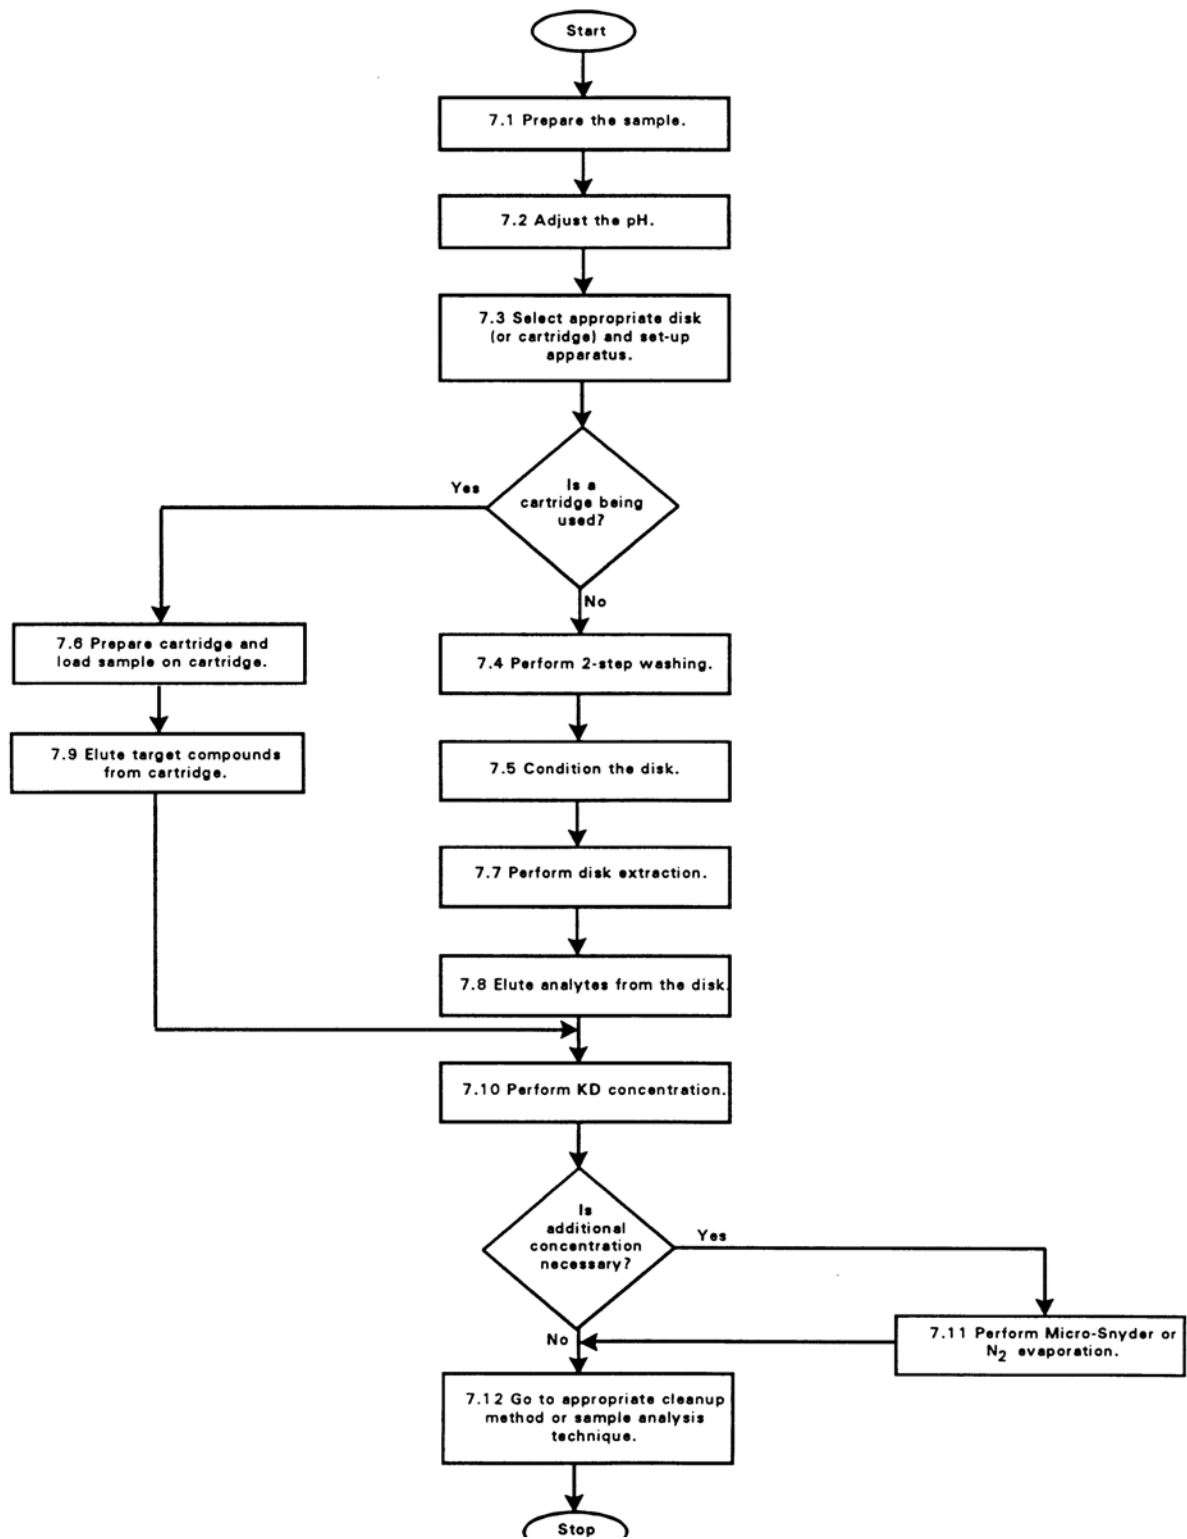 Start
7.1 Prepare the sample.
7.2 Adjust the pH.
7.3 Select appropriate disk
(or cartridge) and set-up
apparatus.
Is a
cartridge being
used?
Yes
No
7.6 Prepare cartridge and
load sample on cartridge.
7.9 Elute target compounds
from cartridge.
7.4 Perform 2-step washing.
7.5 Condition the disk.
7.7 Perform disk extraction.
7.8 Elute analytes from the disk.
7.10 Perform KD concentration.
Is
additional
concentration
necessary?
Yes
7.11 Perform Micro-Snyder or
N2 evaporation.
No
7.12 Go to appropriate cleanup
method or sample analysis
technique.
Stop